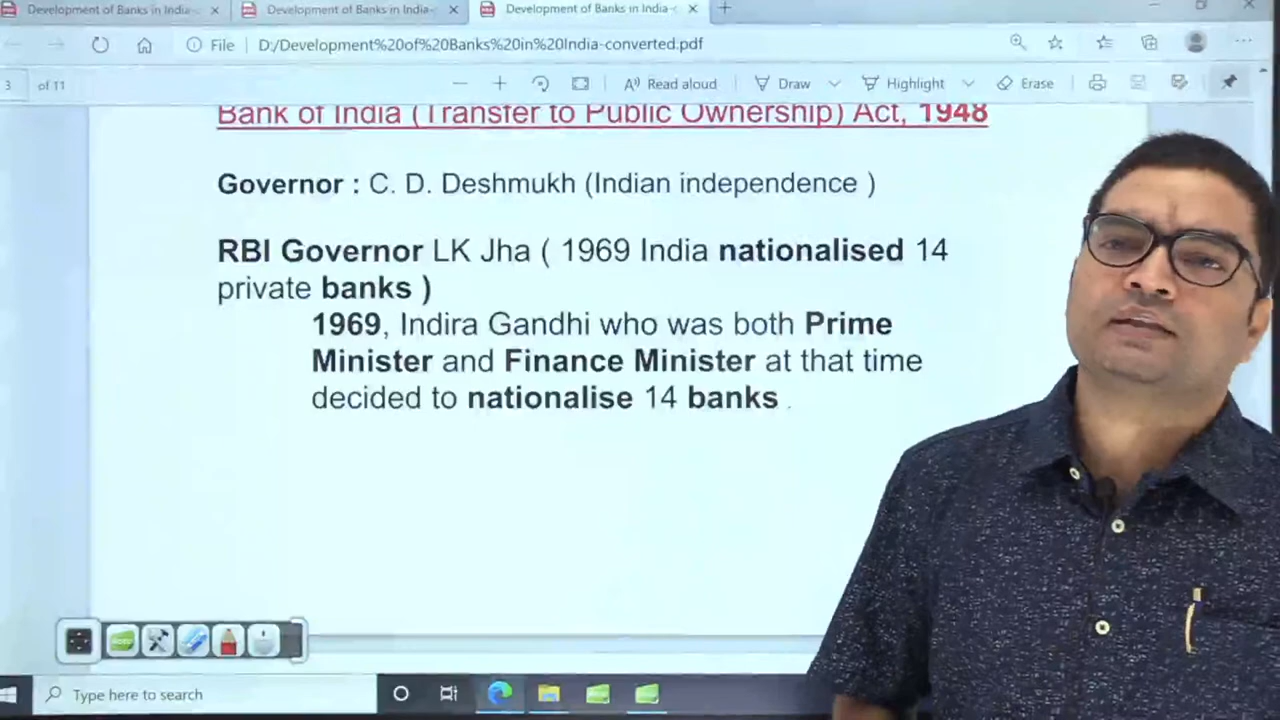 Development of Banks in India-
Development of Banks in India-
Development of Banks in India-
File D:/Development%20of%20Banks%20in%20India-converted.pdf
3 of 11 Read aloud Draw Highlight Erase
Bank of India (Transfer to Public Ownership) Act, 1948
Governor : C. D. Deshmukh (Indian independence )
RBI Governor LK Jha ( 1969 India nationalised 14
private banks )
1969, Indira Gandhi who was both Prime
Minister and Finance Minister at that time
decided to nationalise 14 banks .
Type here to search